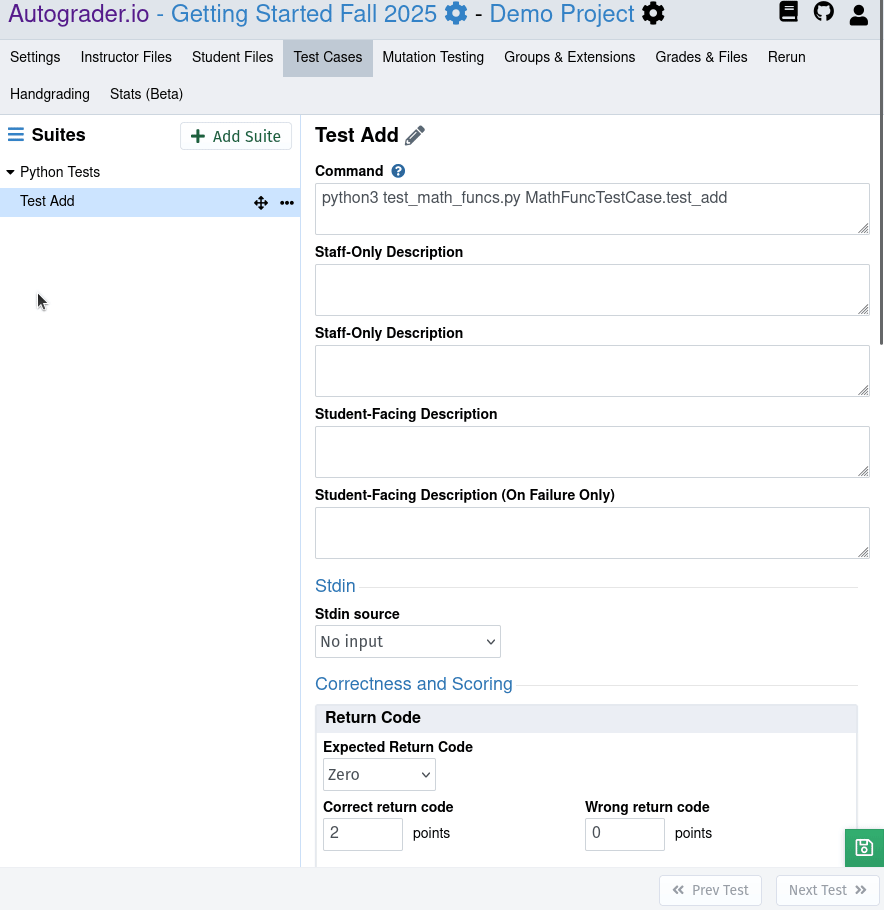 Autograder.io - Getting Started Fall 2025 - Demo Project
Settings Instructor Files Student Files Test Cases Mutation Testing Groups & Extensions Grades & Files Rerun
Handgrading Stats (Beta)
Suites
Add Suite
Python Tests
Test Add
Test Add
Command
python3 test_math_funcs.py MathFuncTestCase.test_add
Staff-Only Description
Staff-Only Description
Student-Facing Description
Student-Facing Description (On Failure Only)
Stdin
Stdin source
No input
Correctness and Scoring
Return Code
Expected Return Code
Zero
Correct return code Wrong return code
2 points 0 points
Prev Test Next Test